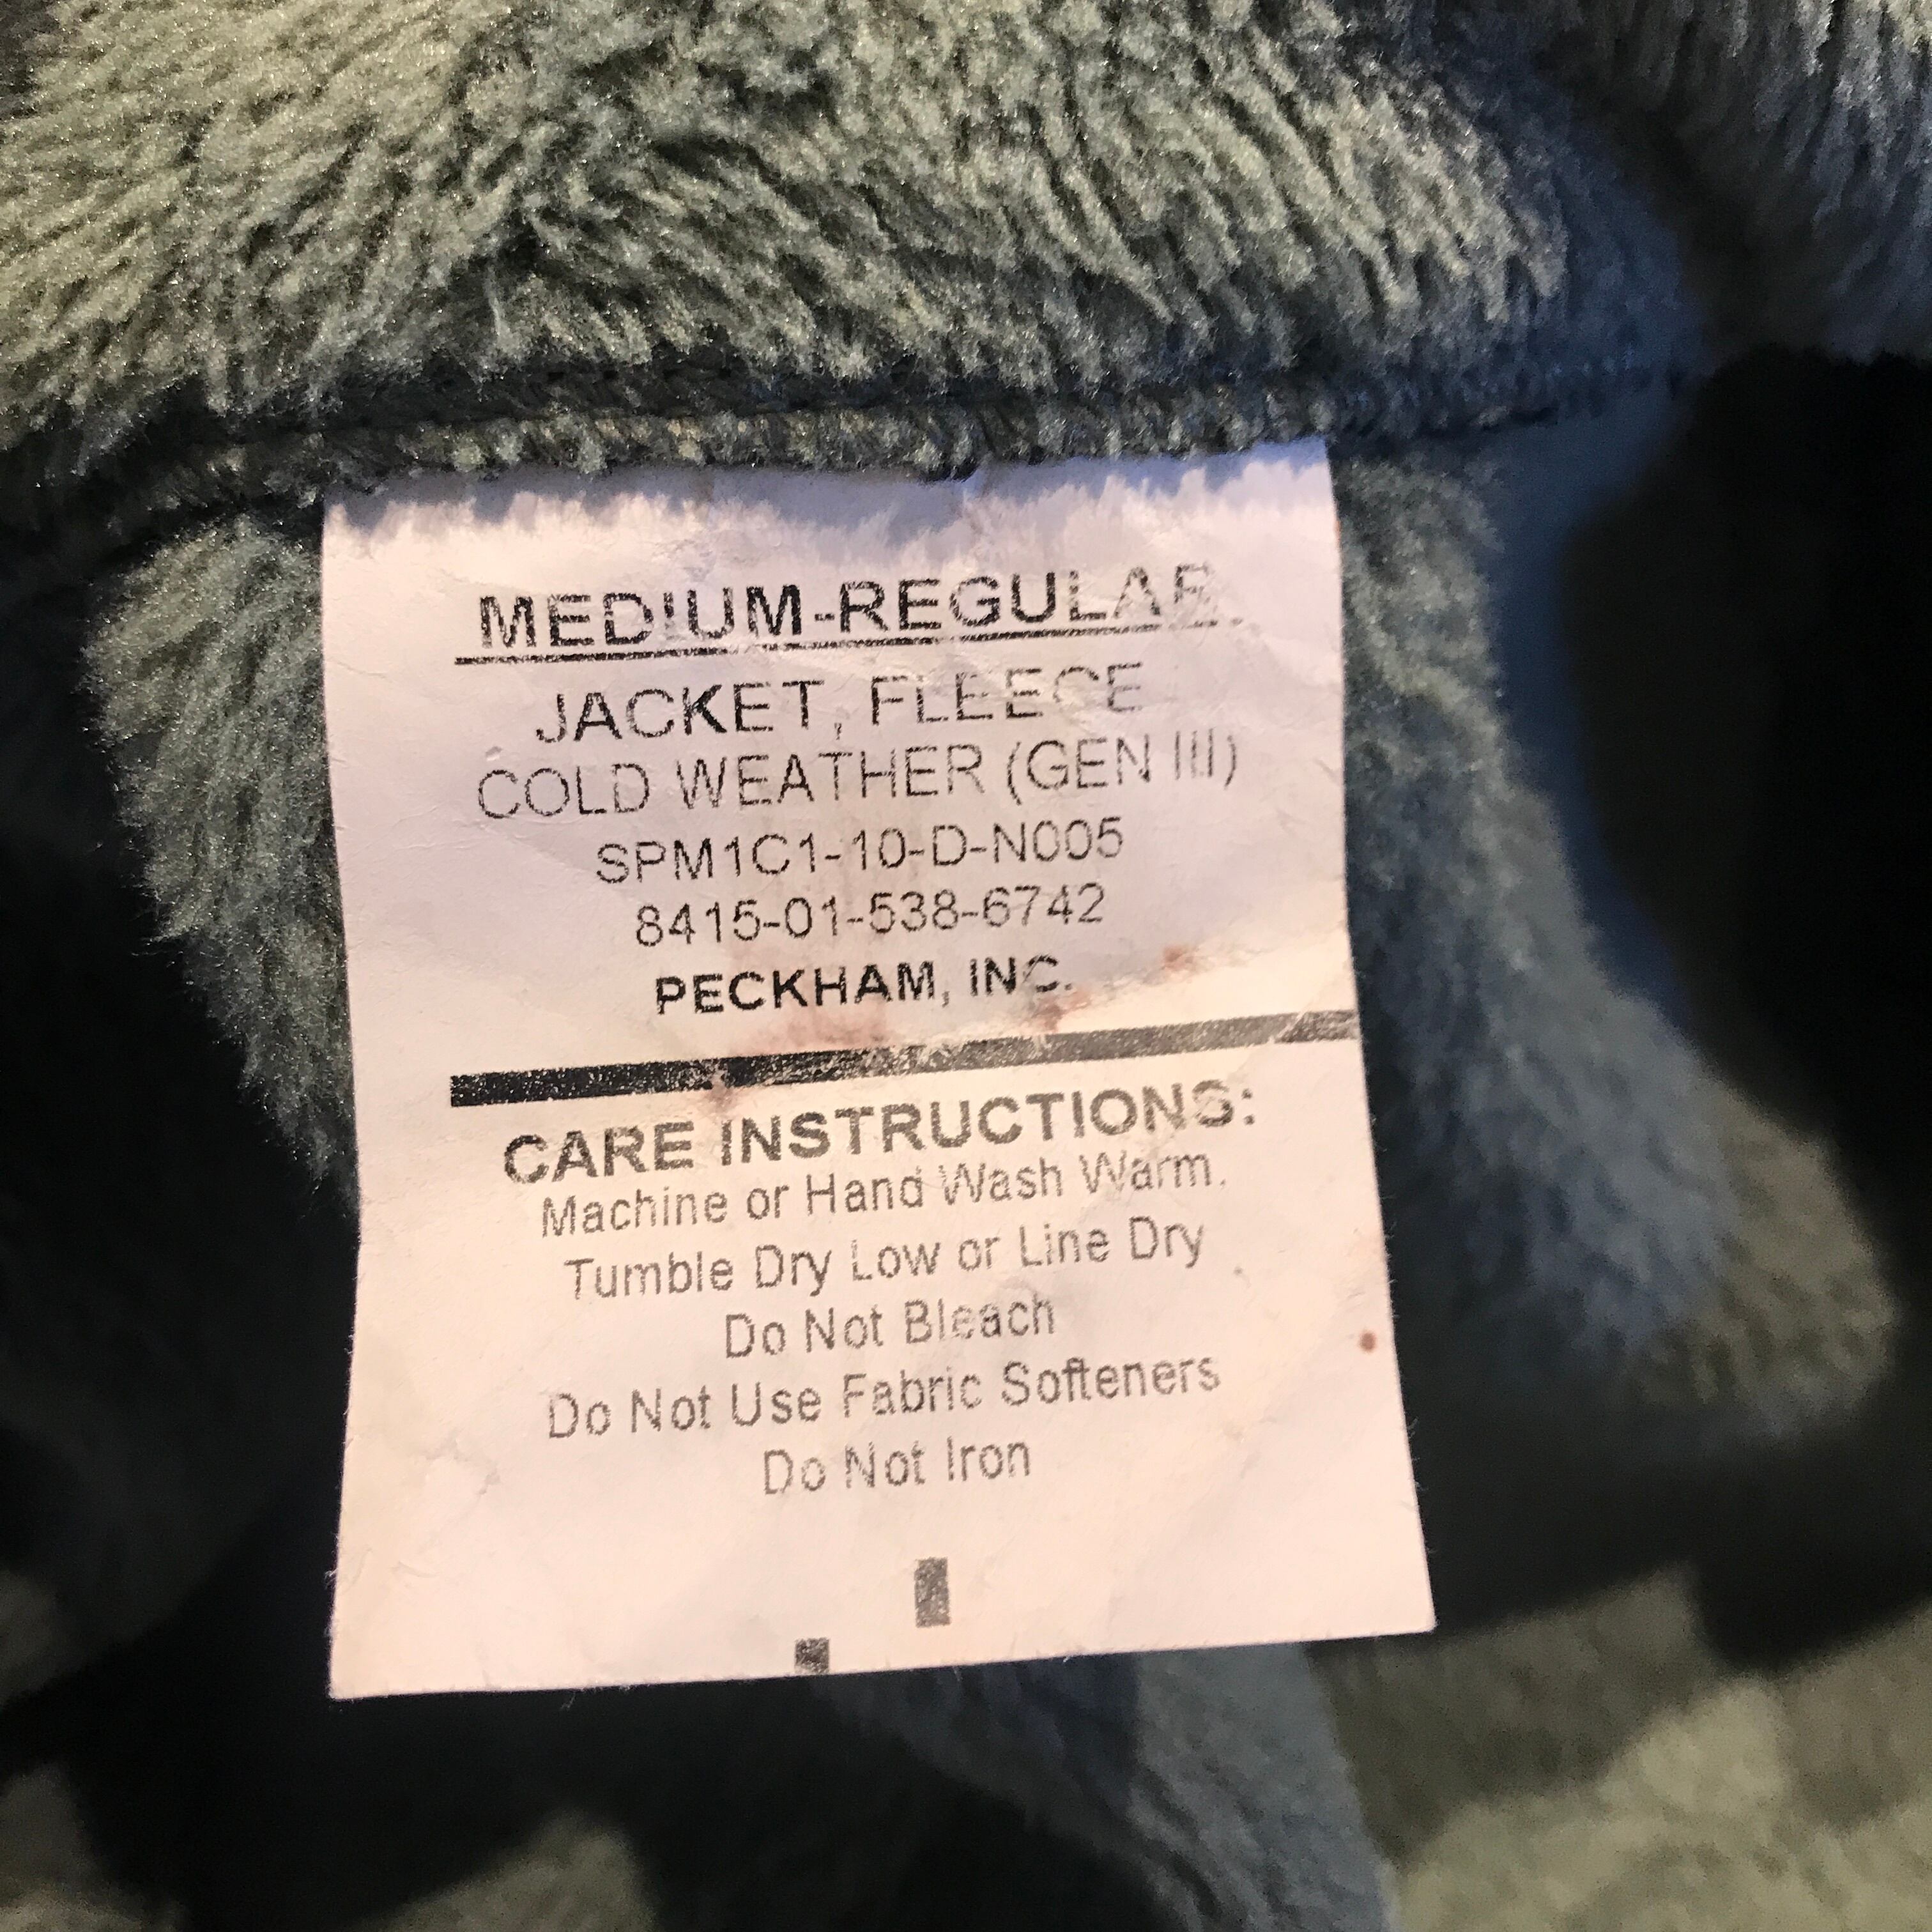 MEDIUM-REGULAR
JACKET, FLEECE
COLD WEATHER (GEN III)
SPM1C1-10-D-N005
8415-01-538-6742
PECKHAM, INC.
CARE INSTRUCTIONS:
Machine or Hand Wash Warm.
Tumble Dry Low or Line Dry
Do Not Bleach
Do Not Use Fabric Softeners
Do Not Iron